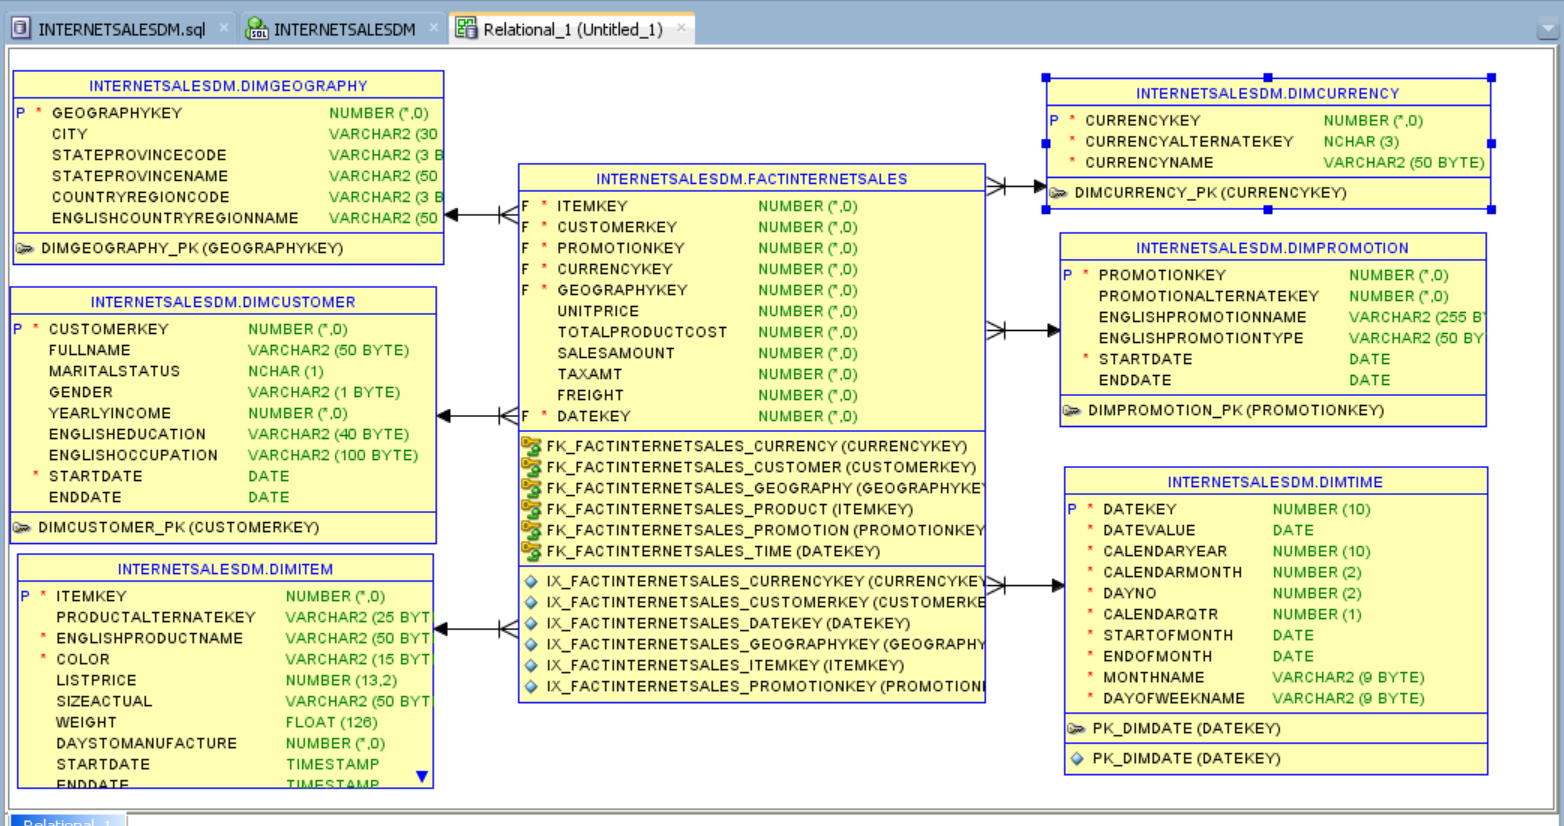 INTERNETSALESDM.sql
INTERNETSALESDM
Relational_1 (Untitled_1)
INTERNETSALESDM.DIMGEOGRAPHY
P * GEOGRAPHYKEY NUMBER (*,0)
CITY VARCHAR2 (30
STATEPROVINCECODE VARCHAR2 (3 B
STATEPROVINCENAME VARCHAR2 (50
COUNTRYREGIONCODE VARCHAR2 (3 B
ENGLISHCOUNTRYREGIONNAME VARCHAR2 (50
DIMGEOGRAPHY_PK (GEOGRAPHYKEY)
INTERNETSALESDM.DIMCUSTOMER
P * CUSTOMERKEY NUMBER (*,0)
FULLNAME VARCHAR2 (50 BYTE)
MARITALSTATUS NCHAR (1)
GENDER VARCHAR2 (1 BYTE)
YEARLYINCOME NUMBER (*,0)
ENGLISHEDUCATION VARCHAR2 (40 BYTE)
ENGLISHOCCUPATION VARCHAR2 (100 BYTE)
* STARTDATE DATE
ENDDATE DATE
DIMCUSTOMER_PK (CUSTOMERKEY)
INTERNETSALESDM.DIMITEM
P * ITEMKEY NUMBER (*,0)
PRODUCTALTERNATEKEY VARCHAR2 (25 BYT
* ENGLISHPRODUCTNAME VARCHAR2 (50 BYT
* COLOR VARCHAR2 (15 BYT
LISTPRICE NUMBER (13,2)
SIZEACTUAL VARCHAR2 (50 BYT
WEIGHT FLOAT (126)
DAYSTOMANUFACTURE NUMBER (*,0)
STARTDATE TIMESTAMP
ENDDATE TIMESTAMP
INTERNETSALESDM.FACTINTERNETSALES
F * ITEMKEY NUMBER (*,0)
F * CUSTOMERKEY NUMBER (*,0)
F * PROMOTIONKEY NUMBER (*,0)
F * CURRENCYKEY NUMBER (*,0)
F * GEOGRAPHYKEY NUMBER (*,0)
UNITPRICE NUMBER (*,0)
TOTALPRODUCTCOST NUMBER (*,0)
SALESAMOUNT NUMBER (*,0)
TAXAMT NUMBER (*,0)
FREIGHT NUMBER (*,0)
F * DATEKEY NUMBER (*,0)
FK_FACTINTERNETSALES_CURRENCY (CURRENCYKEY)
FK_FACTINTERNETSALES_CUSTOMER (CUSTOMERKEY)
FK_FACTINTERNETSALES_GEOGRAPHY (GEOGRAPHYKEY
FK_FACTINTERNETSALES_PRODUCT (ITEMKEY)
FK_FACTINTERNETSALES_PROMOTION (PROMOTIONKEY
FK_FACTINTERNETSALES_TIME (DATEKEY)
IX_FACTINTERNETSALES_CURRENCYKEY (CURRENCYKEY
IX_FACTINTERNETSALES_CUSTOMERKEY (CUSTOMERKE
IX_FACTINTERNETSALES_DATEKEY (DATEKEY)
IX_FACTINTERNETSALES_GEOGRAPHYKEY (GEOGRAPHY
IX_FACTINTERNETSALES_ITEMKEY (ITEMKEY)
IX_FACTINTERNETSALES_PROMOTIONKEY (PROMOTION
INTERNETSALESDM.DIMCURRENCY
P * CURRENCYKEY NUMBER (*,0)
* CURRENCYALTERNATEKEY NCHAR (3)
* CURRENCYNAME VARCHAR2 (50 BYTE)
DIMCURRENCY_PK (CURRENCYKEY)
INTERNETSALESDM.DIMPROMOTION
P * PROMOTIONKEY NUMBER (*,0)
PROMOTIONALTERNATEKEY NUMBER (*,0)
ENGLISHPROMOTIONNAME VARCHAR2 (255 B
ENGLISHPROMOTIONTYPE VARCHAR2 (50 BY
* STARTDATE DATE
ENDDATE DATE
DIMPROMOTION_PK (PROMOTIONKEY)
INTERNETSALESDM.DIMTIME
P * DATEKEY NUMBER (10)
* DATEVALUE DATE
* CALENDARYEAR NUMBER (10)
* CALENDARMONTH NUMBER (2)
* DAYNO NUMBER (2)
* CALENDARQTR NUMBER (1)
* STARTOFMONTH DATE
* ENDOFMONTH DATE
* MONTHNAME VARCHAR2 (9 BYTE)
* DAYOFWEEKNAME VARCHAR2 (9 BYTE)
PK_DIMDATE (DATEKEY)
PK_DIMDATE (DATEKEY)
Relational_1